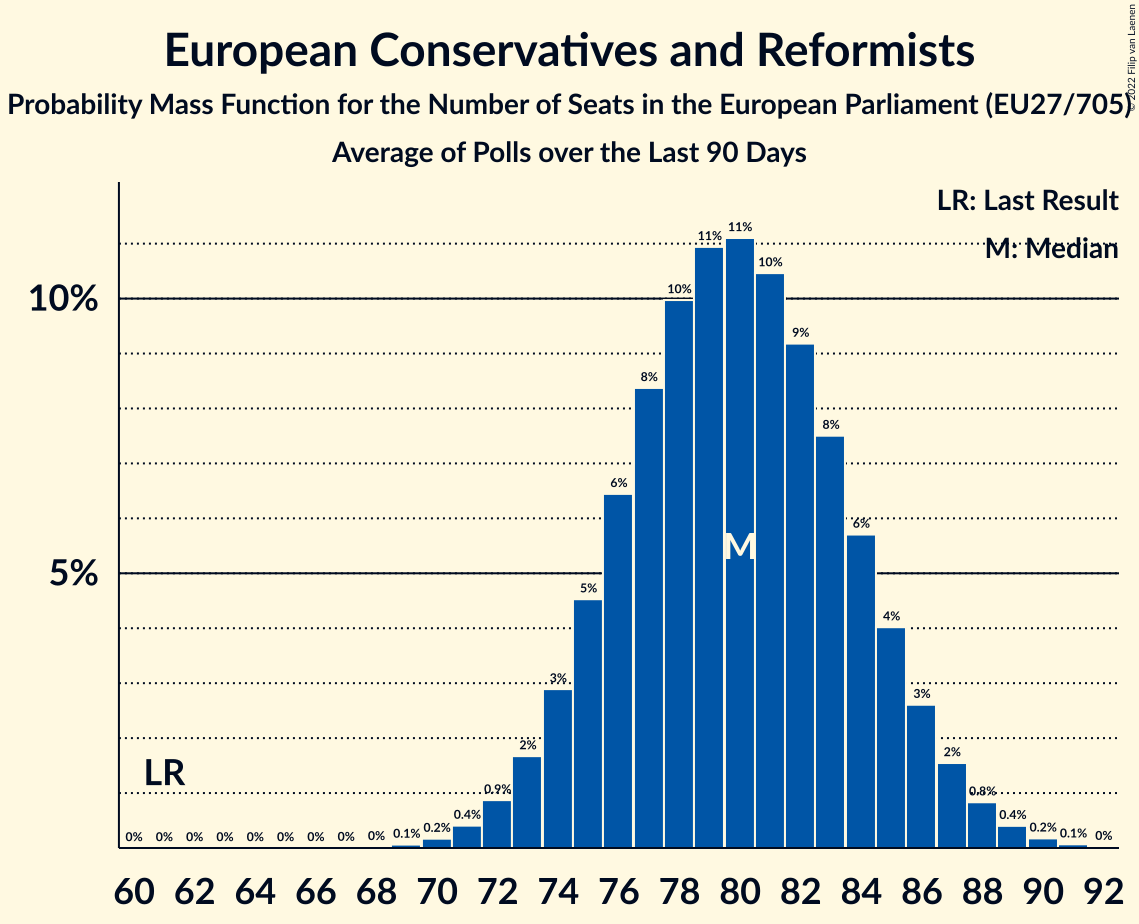 European Conservatives and Reformists
Probability Mass Function for the Number of Seats in the European Parliament (EU27/705)
Average of Polls over the Last 90 Days
© 2022 Filip van Laenen
LR: Last Result
M: Median
10%
5%
LR
M
0% 0% 0% 0% 0% 0% 0% 0% 0% 0.1% 0.2% 0.4% 0.9% 2% 3% 5% 6% 8% 10% 11% 11% 10% 9% 8% 6% 4% 3% 2% 0.8% 0.4% 0.2% 0.1% 0%
60 62 64 66 68 70 72 74 76 78 80 82 84 86 88 90 92